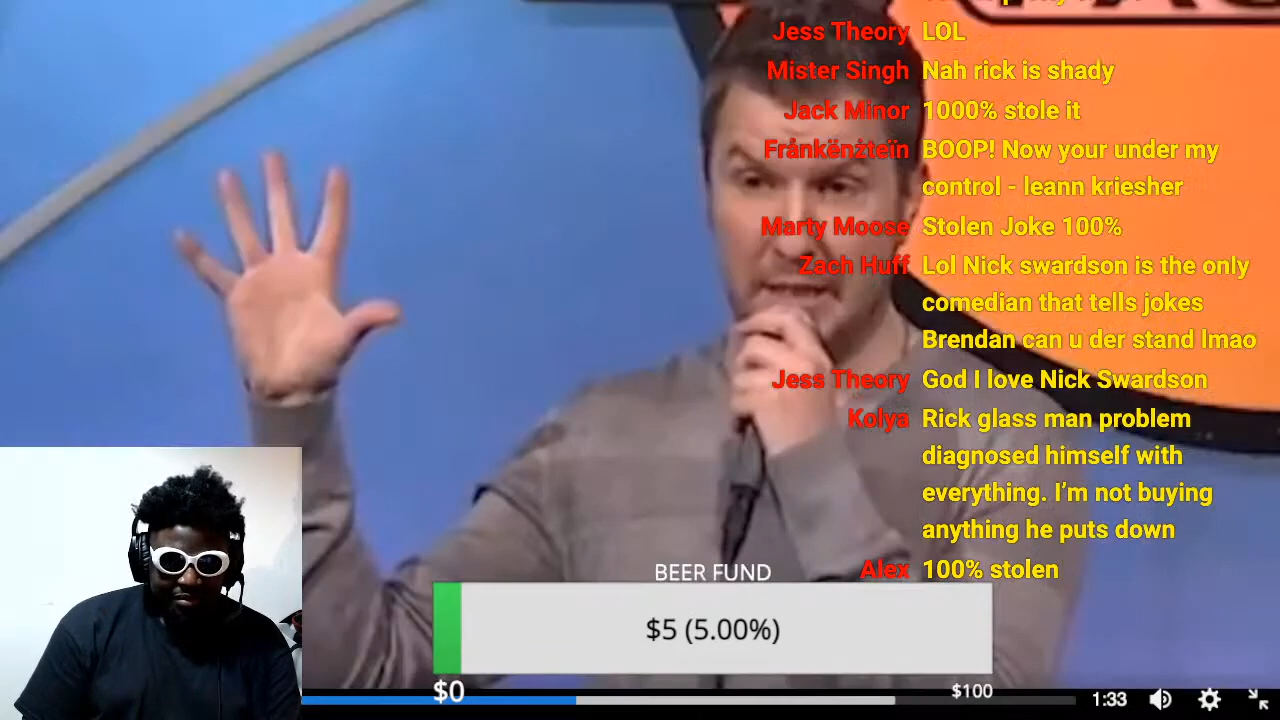 Jess Theory LOL
Mister Singh Nah rick is shady
Jack Minor 1000% stole it
Frånkënżteïn BOOP! Now your under my
control - leann kriesher
Marty Moose Stolen Joke 100%
Zach Huff Lol Nick swardson is the only
comedian that tells jokes
Brendan can u der stand lmao
Jess Theory God I love Nick Swardson
Kolya Rick glass man problem
diagnosed himself with
everything. I'm not buying
anything he puts down
Alex 100% stolen
BEER FUND
$5 (5.00%)
$0 $100
1:33